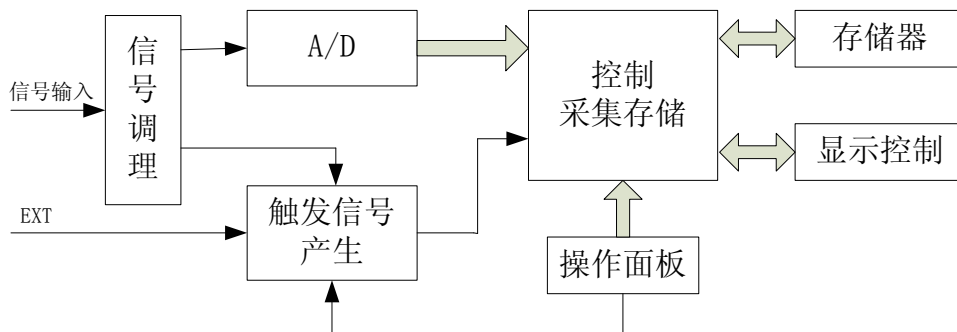 信号输入
EXT
信
号
调
理
A/D
触发信号
产生
控制
采集存储
操作面板
存储器
显示控制